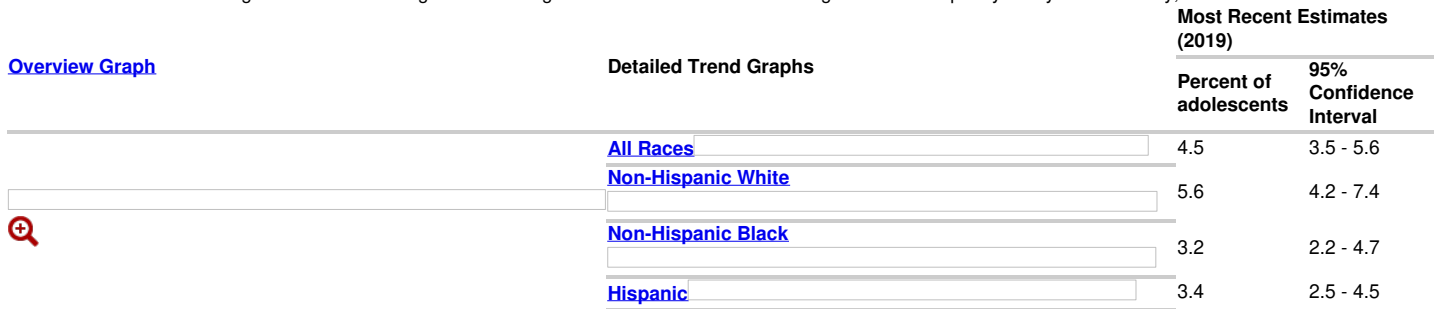 Most Recent Estimates
(2019)
Overview Graph
Detailed Trend Graphs
Percent of
adolescents
95%
Confidence
Interval
All Races
4.5
3.5 - 5.6
Non-Hispanic White
5.6
4.2 - 7.4
Non-Hispanic Black
3.2
2.2 - 4.7
Hispanic
3.4
2.5 - 4.5